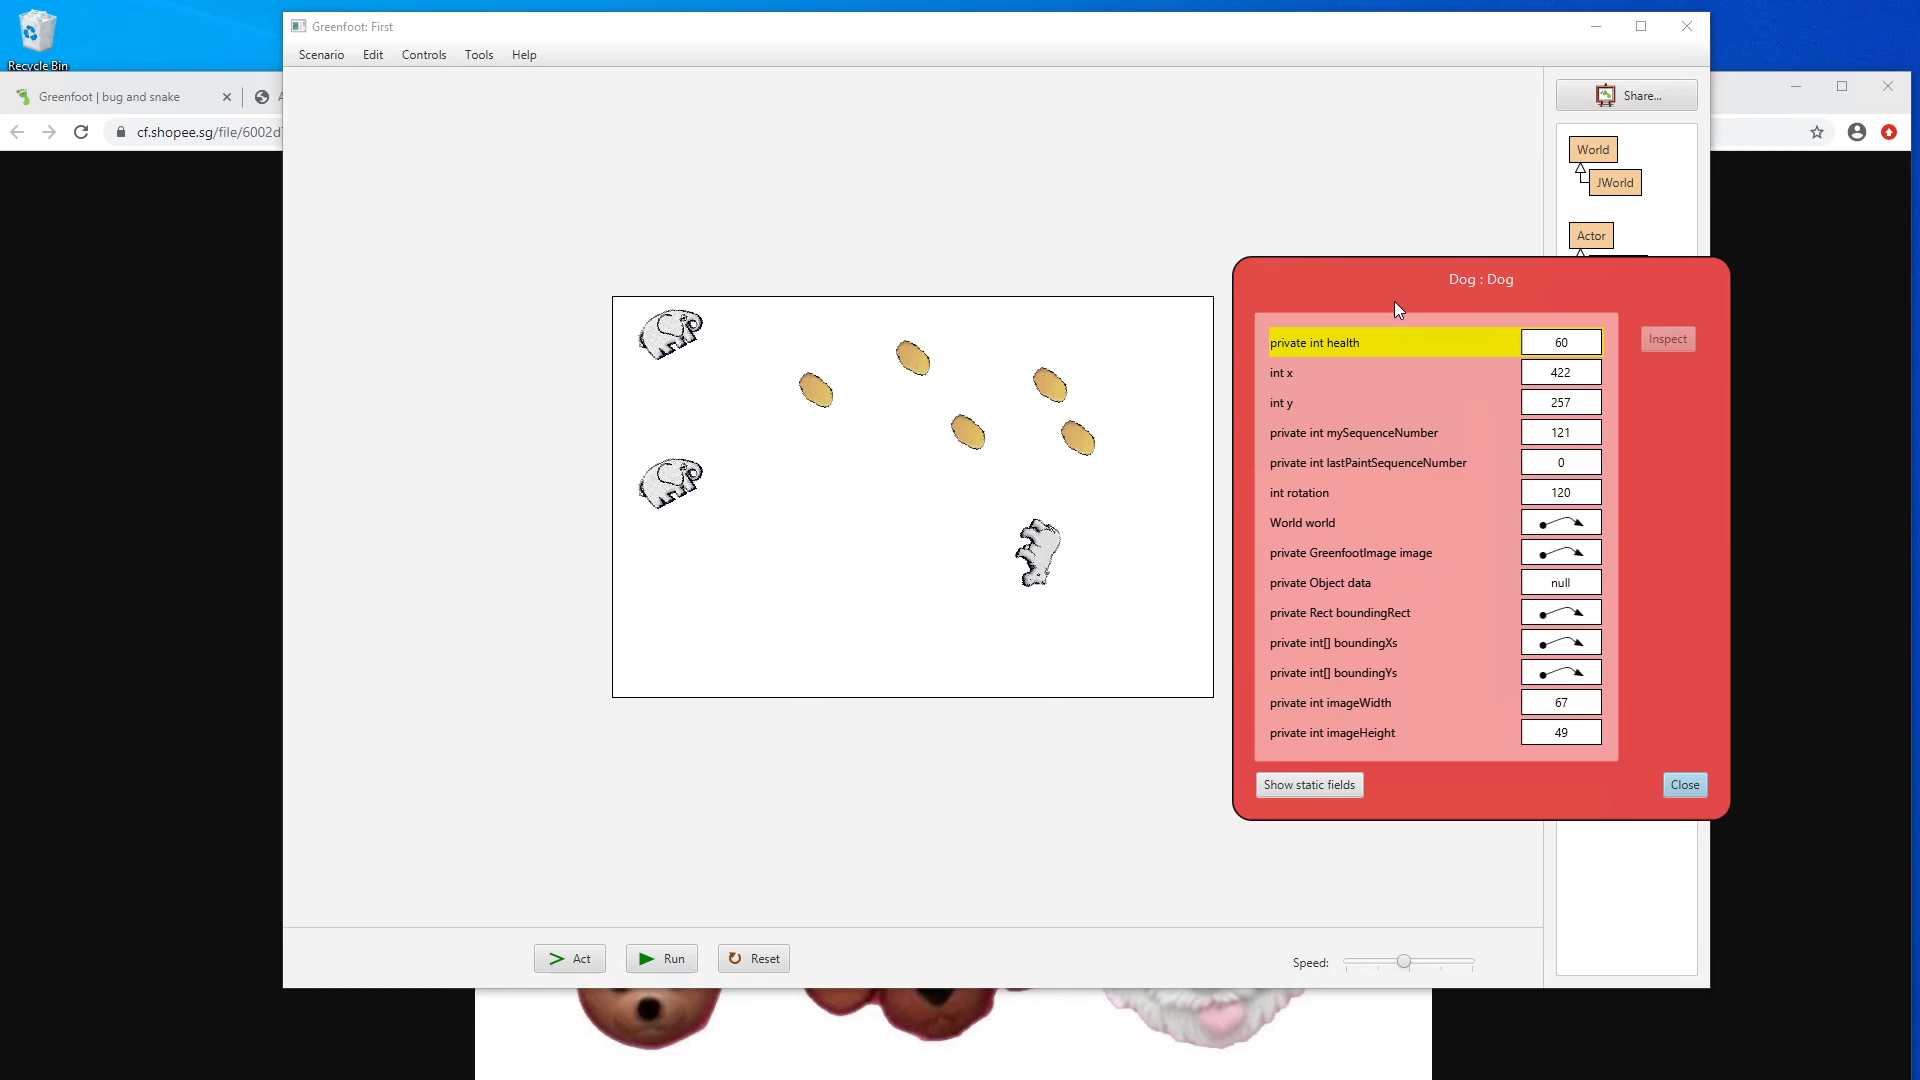 Recycle Bin
Greenfoot: First
Scenario Edit Controls Tools Help
Greenfoot | bug and snake
cf.shopee.sg/file/6002d
Share...
World
JWorld
Actor
Dog : Dog
private int health 60
Inspect
int x 422
int y 257
private int mySequenceNumber 121
private int lastPaintSequenceNumber 0
int rotation 120
World world
private GreenfootImage image
private Object data null
private Rect boundingRect
private int[] boundingXs
private int[] boundingYs
private int imageWidth 67
private int imageHeight 49
Show static fields
Close
Act
Run
Reset
Speed: